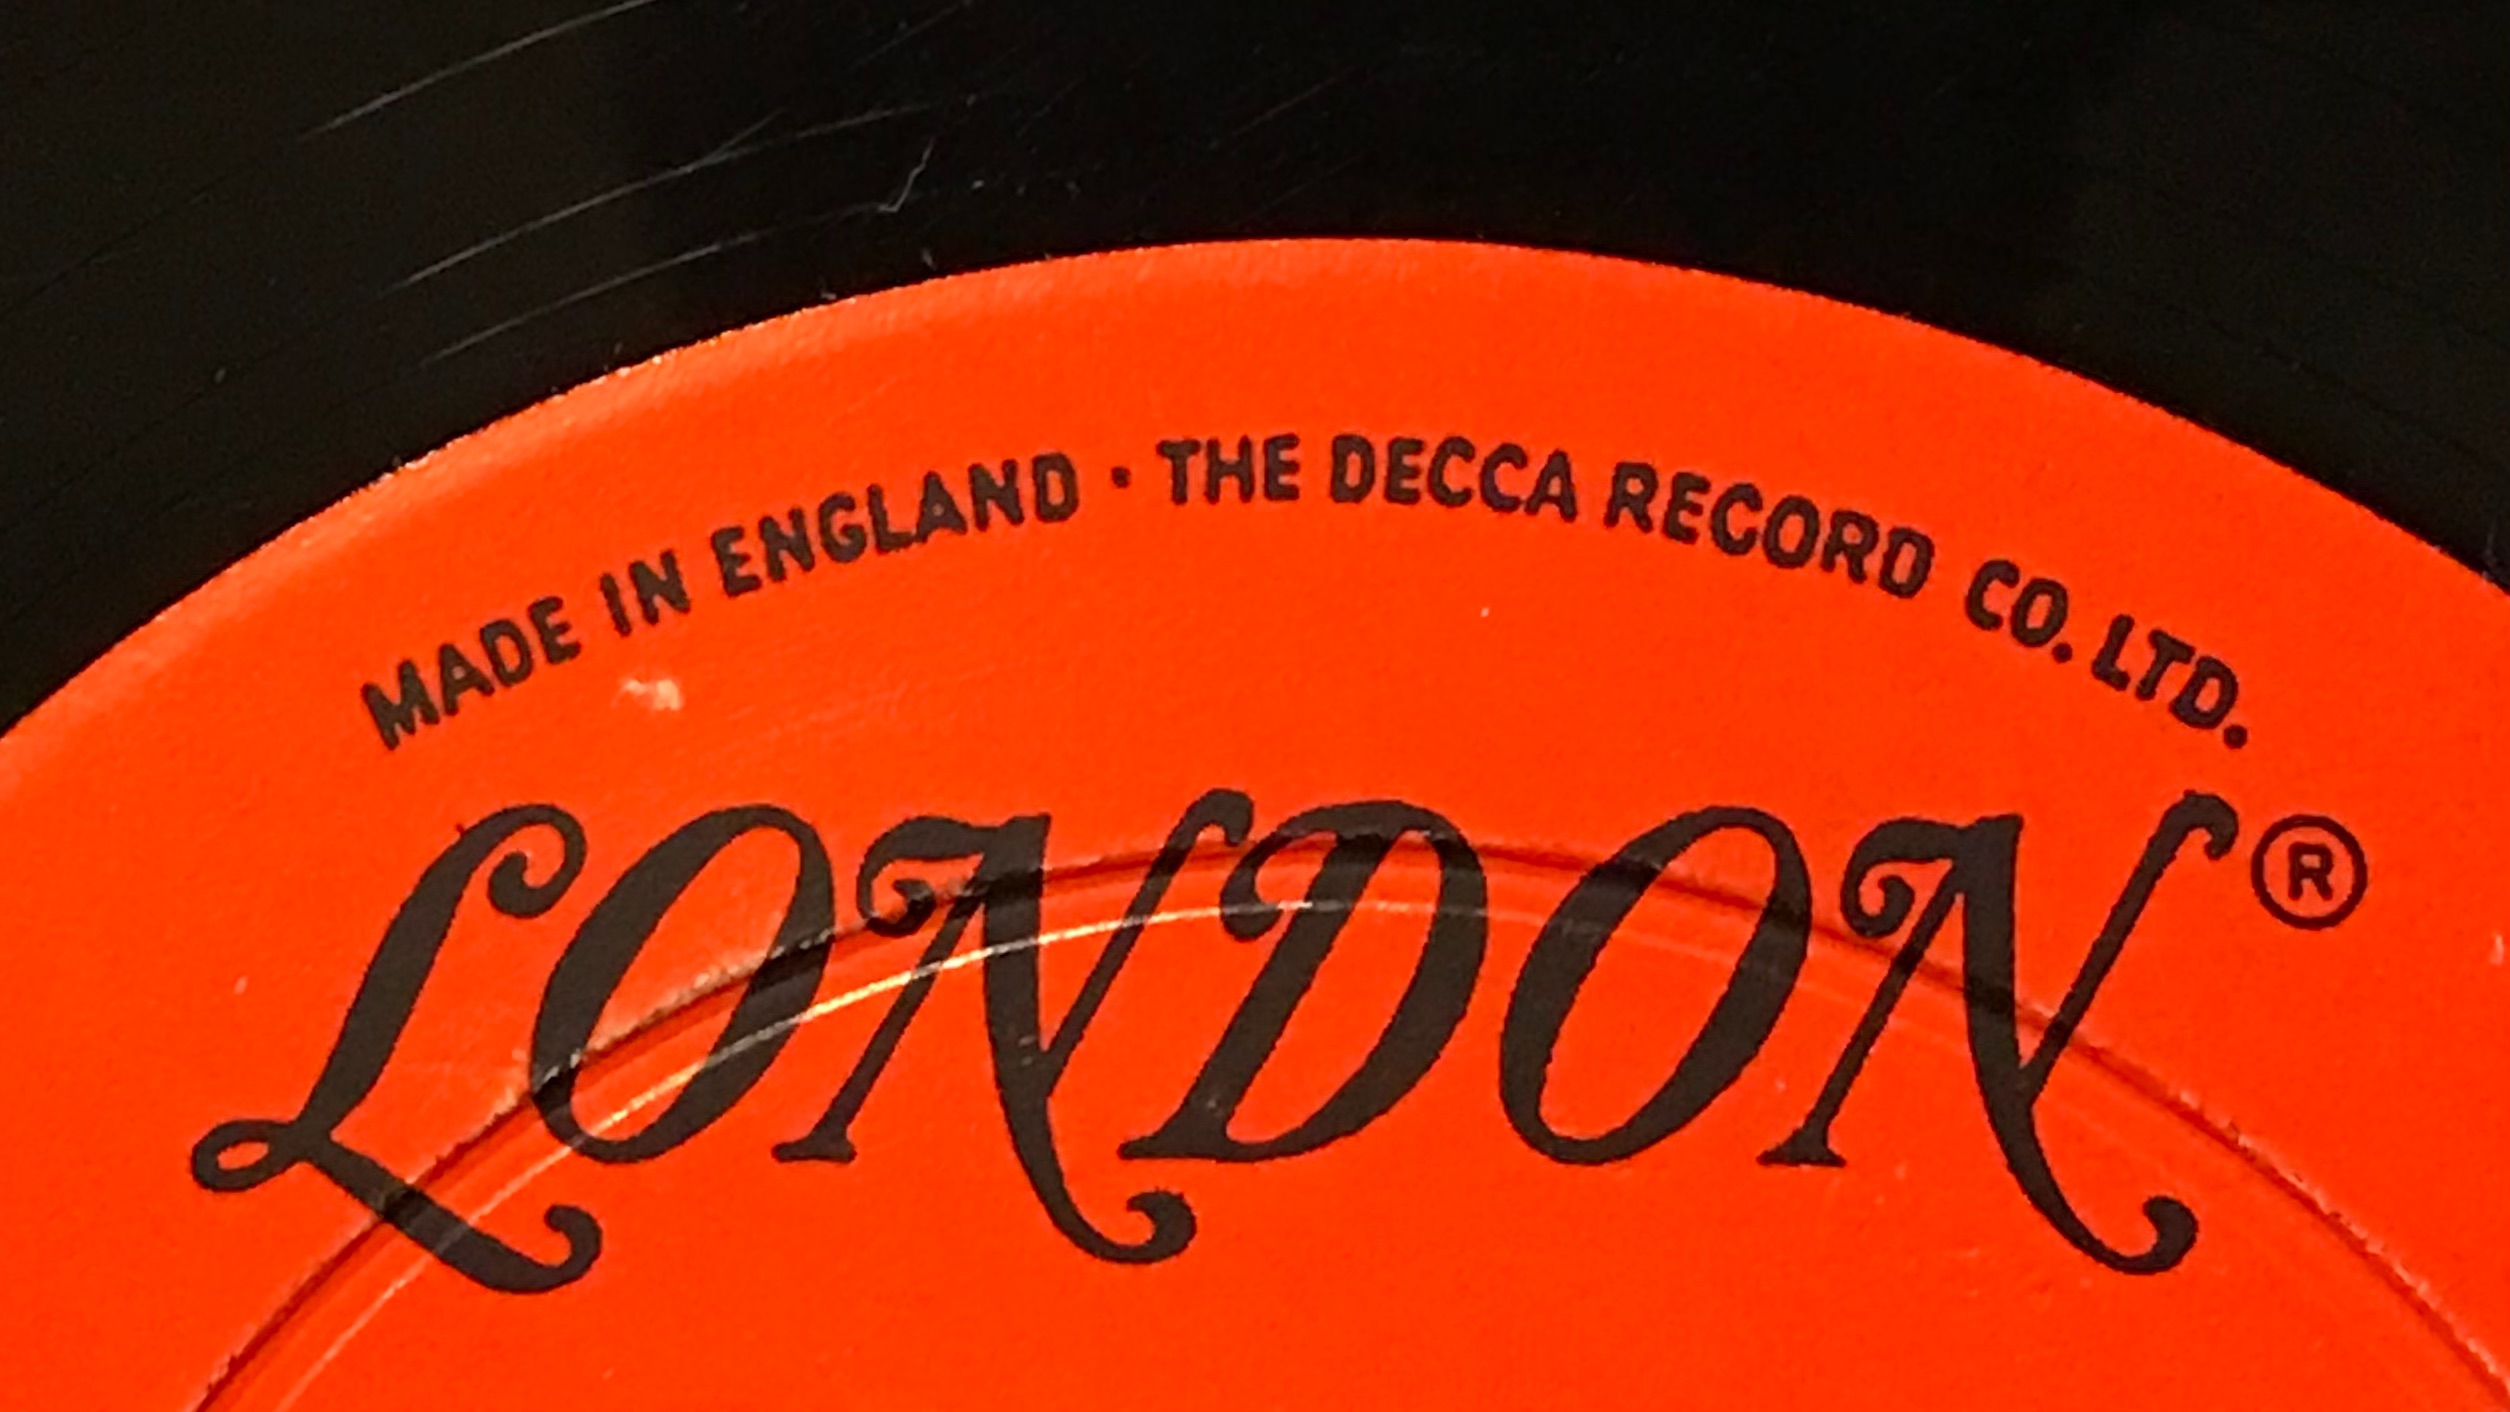 MADE IN ENGLAND · THE DECCA RECORD CO. LTD.
LONDON ®